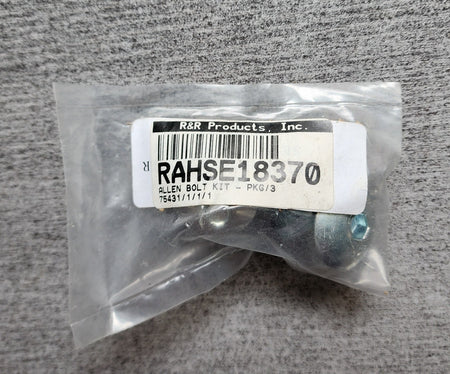 R&R Products, Inc.
R
RAHSE18370
ALLEN BOLT KIT - PKG/3
75431/1/1/1